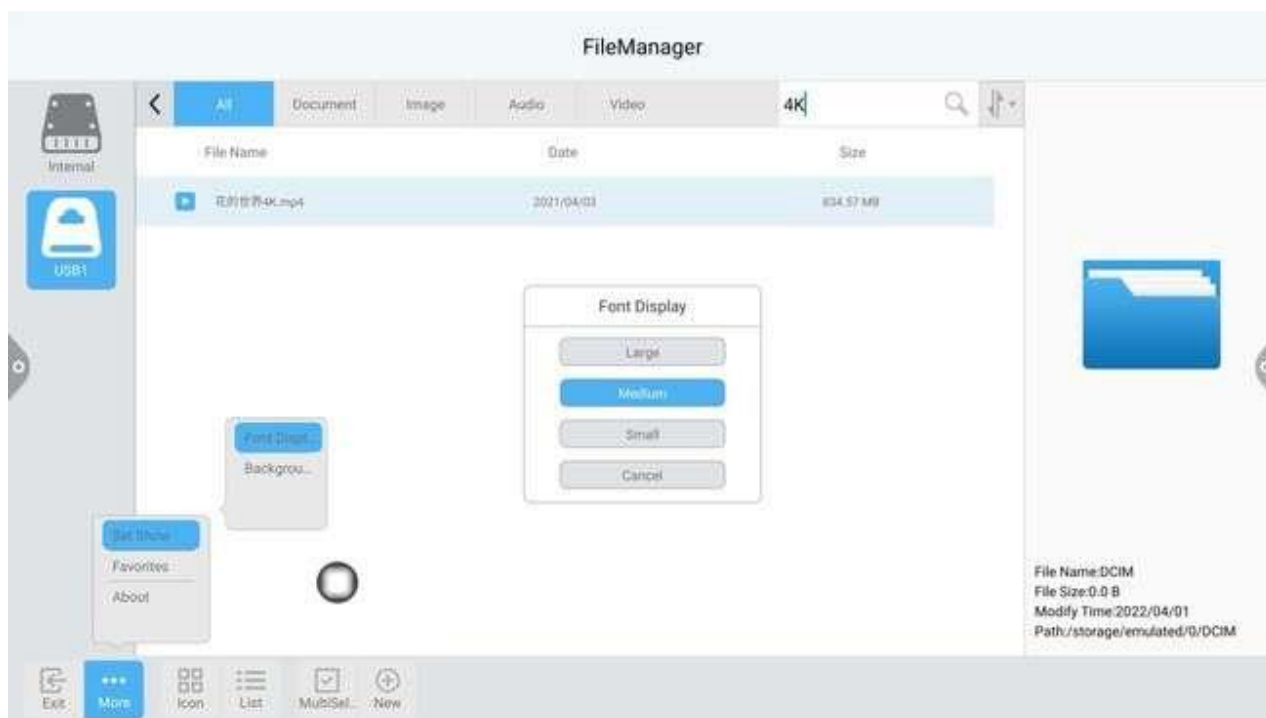 FileManager
Internal
USB1
All
Document
Image
Audio
Video
4K
File Name
Date
Size
花的世界4K.mp4
2021/04/03
834.57 MB
Font Display
Large
Medium
Small
Cancel
Font Displ...
Backgrou...
Set Show
Favorites
About
File Name:DCIM
File Size:0.0 B
Modify Time:2022/04/01
Path:/storage/emulated/0/DCIM
Exit
More
Icon
List
MultiSel...
New